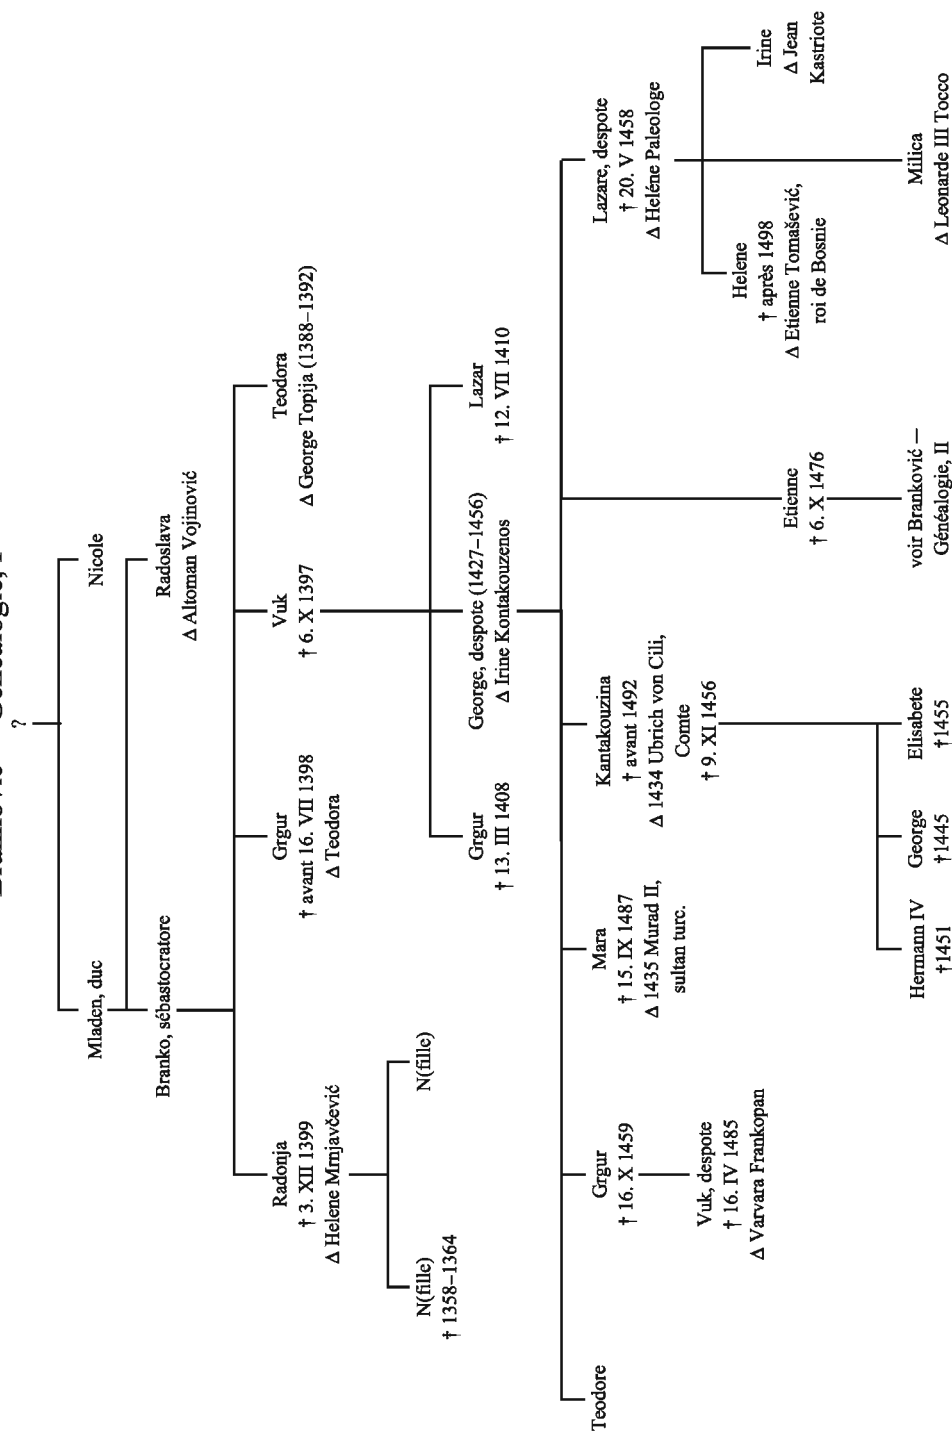 ?
Mladen, duc
Nicole
Branko, sébastocratore
Radoslava
Δ Altoman Vojinović
Radonja
† 3. XII 1399
Δ Helene Mrnjavčević
Grgur
† avant 16. VII 1398
Δ Teodora
Vuk
† 6. X 1397
Teodora
Δ George Topija (1388–1392)
N(fille)
† 1358–1364
N(fille)
Grgur
† 13. III 1408
George, despote (1427–1456)
Δ Irine Kontakouzenos
Lazar
† 12. VII 1410
Teodore
Grgur
† 16. X 1459
Vuk, despote
† 16. IV 1485
Δ Varvara Frankopan
Mara
† 15. IX 1487
Δ 1435 Murad II,
sultan turc.
Kantakouzina
† avant 1492
Δ 1434 Ubrich von Cili,
Comte
† 9. XI 1456
Hermann IV
†1451
George
†1445
Elisabete
†1455
Etienne
† 6. X 1476
voir Branković —
Généalogie, II
Lazare, despote
† 20. V 1458
Δ Heléne Paleologe
Helene
† après 1498
Δ Etienne Tomašević,
roi de Bosnie
Milica
Δ Leonarde III Tocco
Irine
Δ Jean
Kastriote